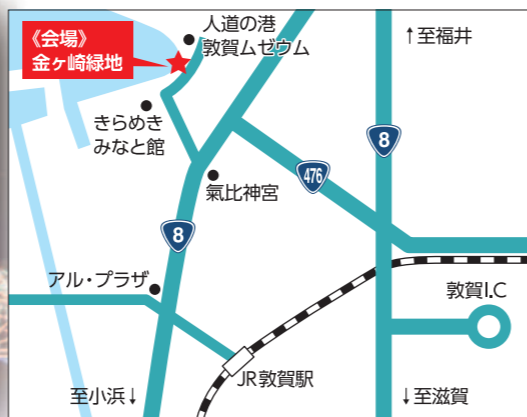 《会場》
金ヶ崎緑地
人道の港
敦賀ムゼウム
↑至福井
きらめき
みなと館
氣比神宮
476
8
8
アル・プラザ
敦賀I.C
JR敦賀駅
至小浜↓
↓至滋賀